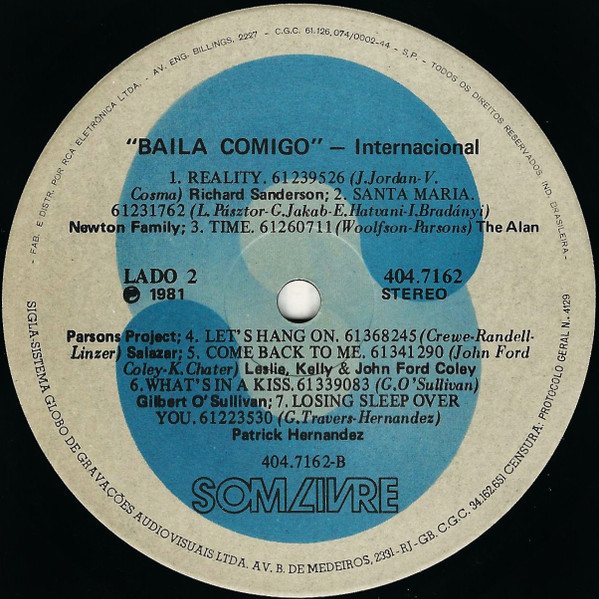 - FAB. E DISTR. POR RCA ELETRÔNICA LTDA. - AV. ENG. BILLINGS, 2227 - C.G.C. 61.126.074/0002-44 - S.P. - TODOS OS DIREITOS RESERVADOS. IND. BRASILEIRA -
"BAILA COMIGO" – Internacional
1. REALITY. 61239526 (J.Jordan-V.
Cosma) Richard Sanderson; 2. SANTA MARIA.
61231762 (L. Pásztor-G.Jakab-E.Hatvani-I.Bradányi)
Newton Family; 3. TIME. 61260711 (Woolfson-Parsons) The Alan
LADO 2
℗ 1981
404.7162
STEREO
Parsons Project; 4. LET'S HANG ON. 61368245 (Crewe-Randell-
Linzer) Salazar; 5. COME BACK TO ME. 61341290 (John Ford
Coley-K.Chater) Leslie, Kelly & John Ford Coley
6. WHAT'S IN A KISS. 61339083 (G.O'Sullivan)
Gilbert O'Sullivan; 7. LOSING SLEEP OVER
YOU. 61223530 (G.Travers-Hernandez)
Patrick Hernandez
404.7162-B
SOM LIVRE
SIGLA-SISTEMA GLOBO DE GRAVAÇÕES AUDIOVISUAIS LTDA. AV. B. DE MEDEIROS, 2331-RJ-GB. C.G.C. 34.162.651 CENSURA: PROTOCOLO GERAL N.. 4129